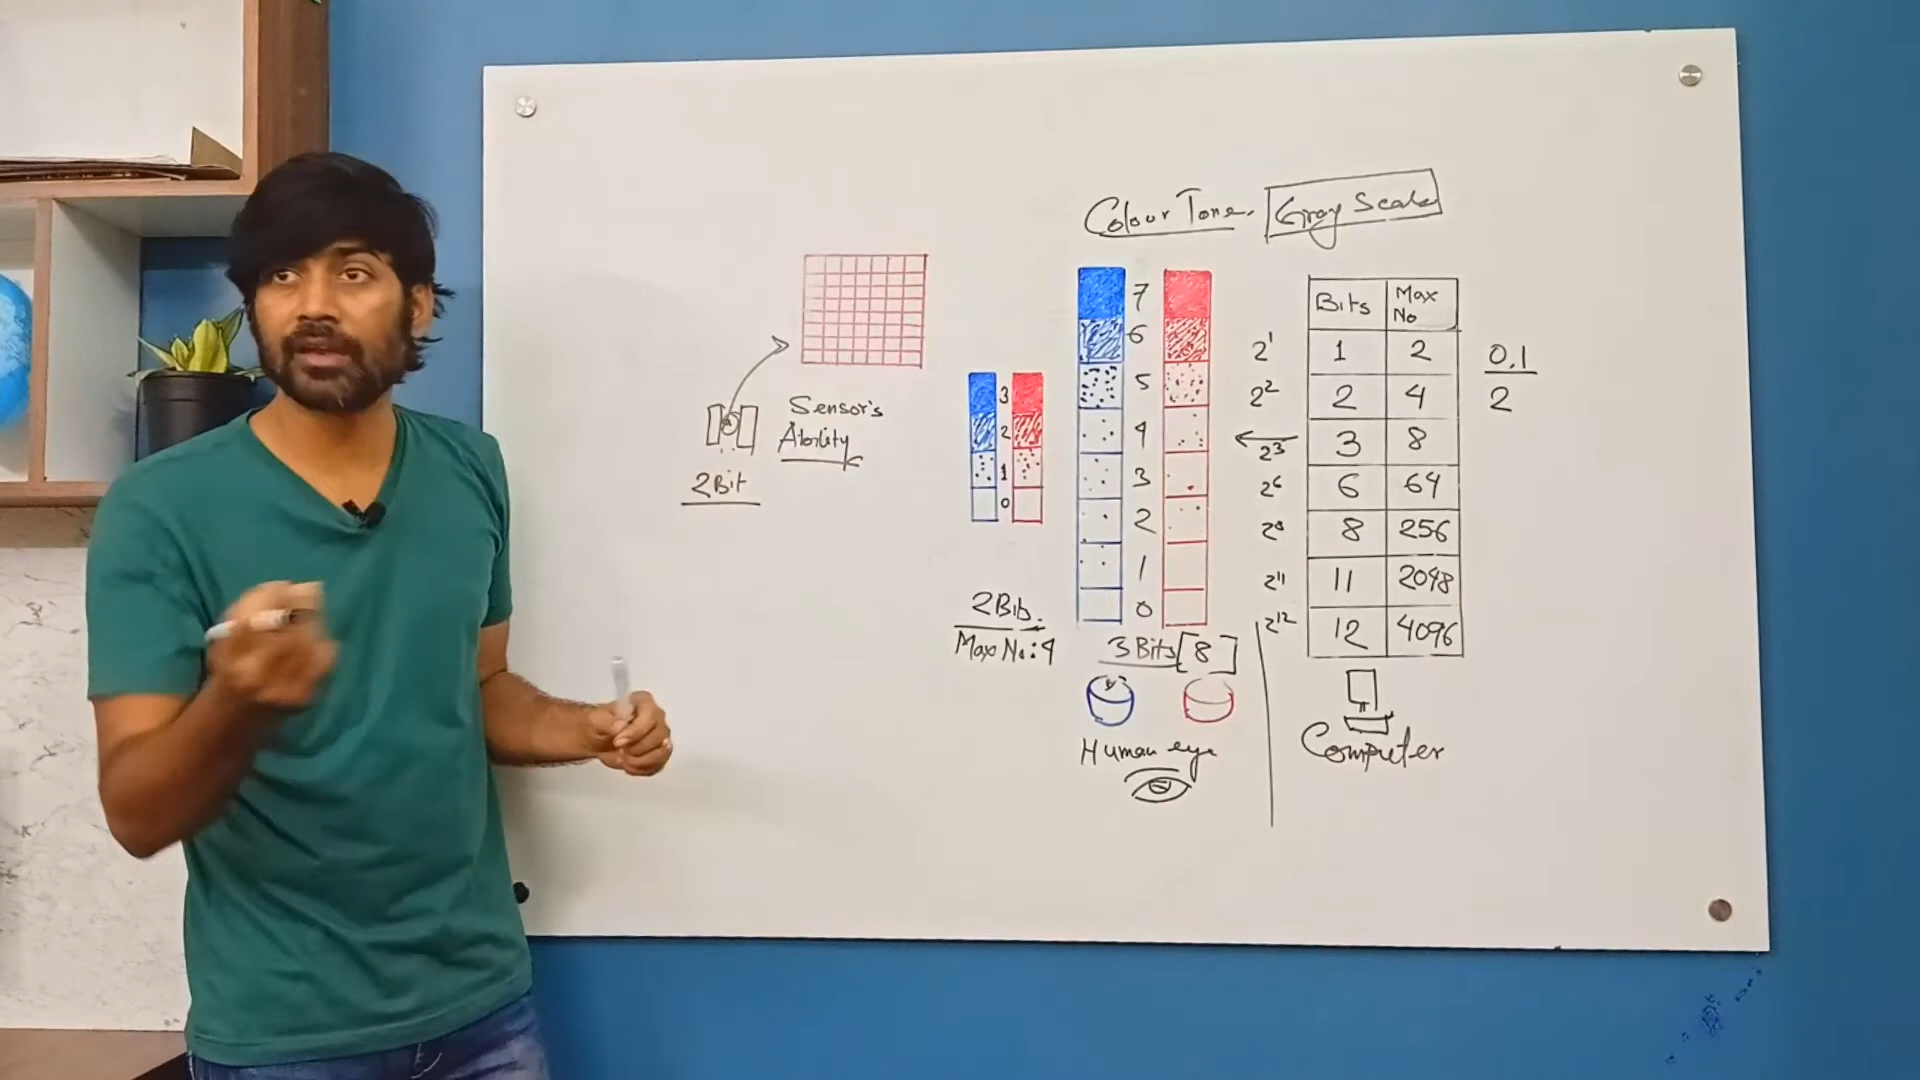 Colour Tone.
Gray Scale
Sensor's
Ability
2Bit
3
2
1
0
2Bib.
Max No:4
7
6
5
4
3
2
1
0
3 Bits [8]
Human eye
Bits Max No
2¹ 1 2
2² 2 4
2³ 3 8
2⁶ 6 64
2⁸ 8 256
2¹¹ 11 2048
2¹² 12 4096
0,1
2
Computer